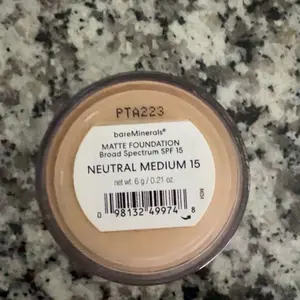 PTA223
bareMinerals®
MATTE FOUNDATION
Broad Spectrum SPF 15
NEUTRAL MEDIUM 15
net wt. 6 g / 0.21 oz.
0 98132 49974 8